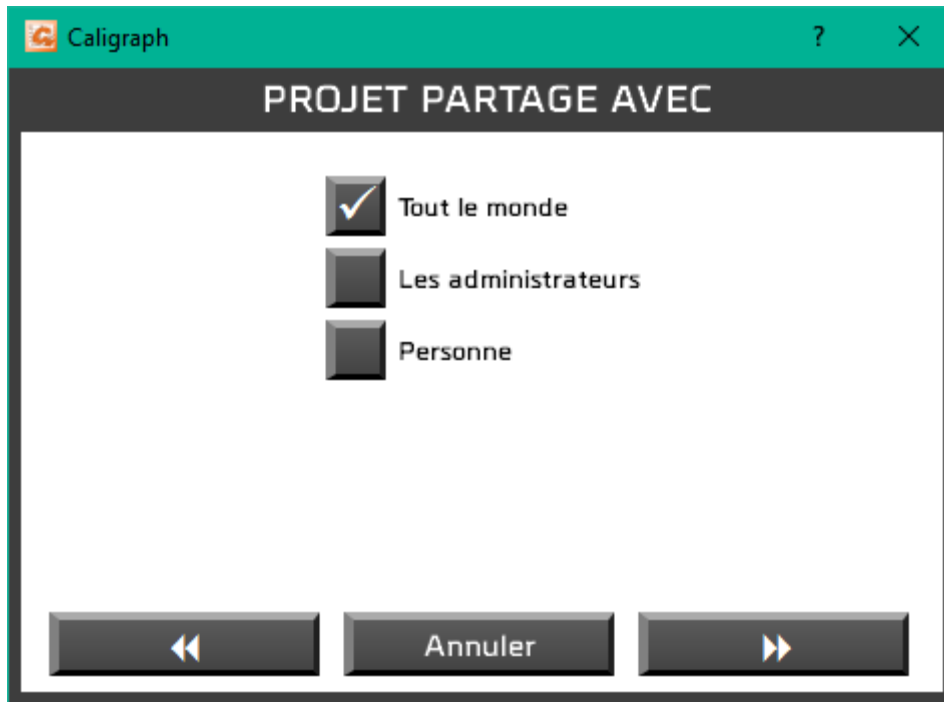 Caligraph ?
PROJET PARTAGE AVEC
Tout le monde
Les administrateurs
Personne
Annuler